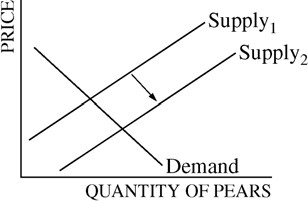 PRICE
Supply1
Supply2
Demand
QUANTITY OF PEARS